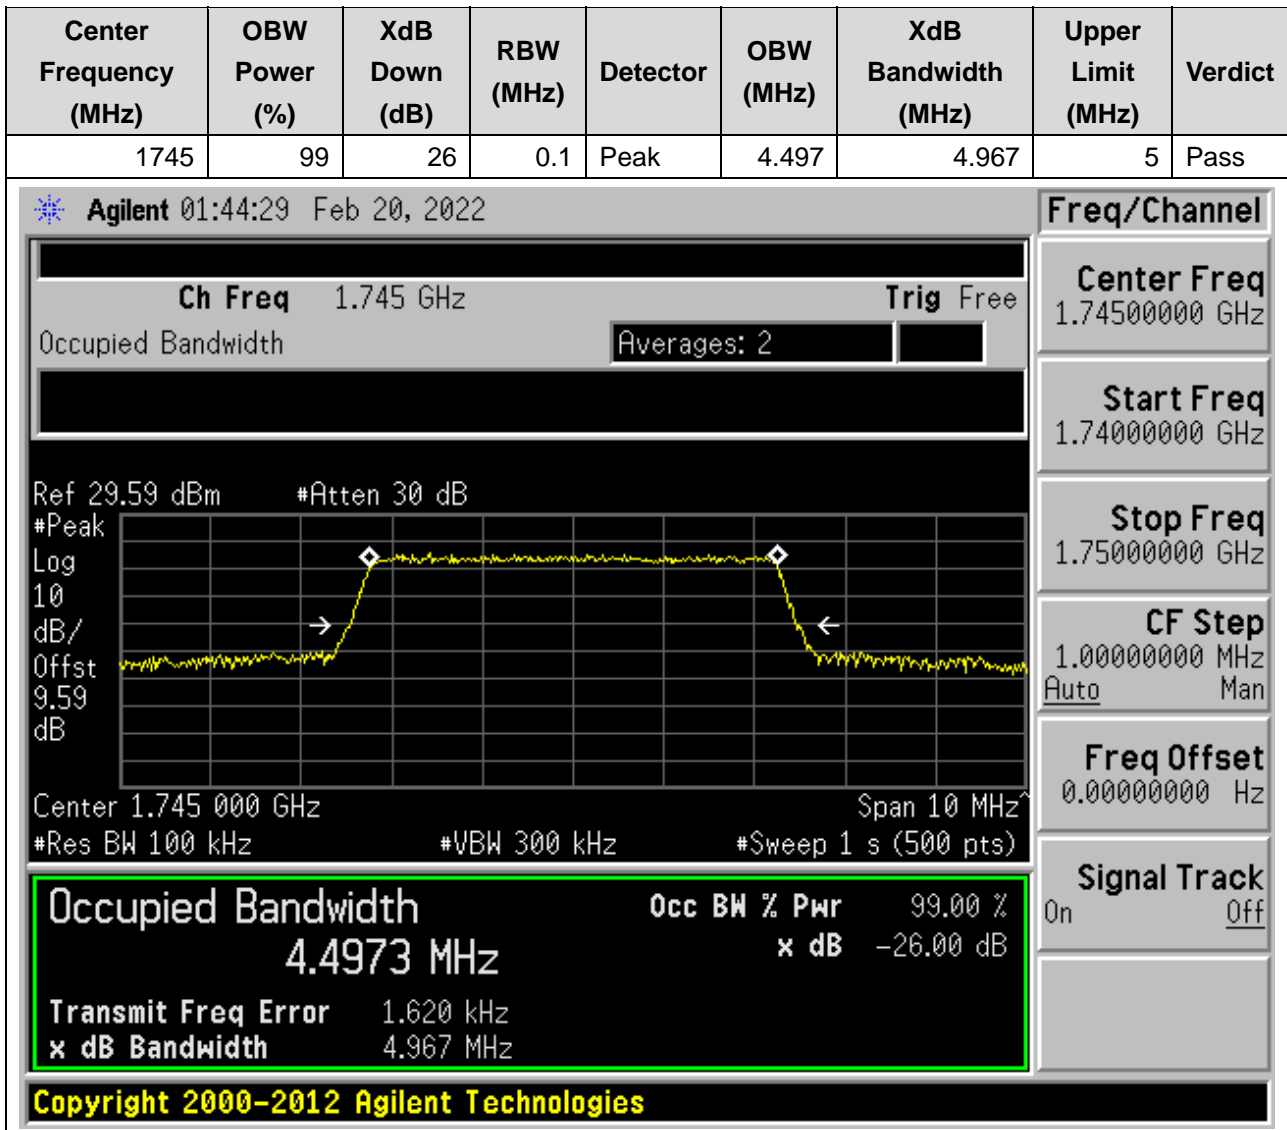 Center Frequency (MHz) OBW Power (%) XdB Down (dB) RBW (MHz) Detector OBW (MHz) XdB Bandwidth (MHz) Upper Limit (MHz) Verdict
1745 99 26 0.1 Peak 4.497 4.967 5 Pass
Agilent 01:44:29 Feb 20, 2022
Freq/Channel
Ch Freq 1.745 GHz Trig Free
Occupied Bandwidth Averages: 2
Center Freq
1.74500000 GHz
Start Freq
1.74000000 GHz
Stop Freq
1.75000000 GHz
CF Step
1.00000000 MHz
Auto Man
Freq Offset
0.00000000 Hz
Signal Track
On Off
Ref 29.59 dBm #Atten 30 dB
#Peak
Log
10
dB/
Offst
9.59
dB
Center 1.745 000 GHz Span 10 MHz^
#Res BW 100 kHz #VBW 300 kHz #Sweep 1 s (500 pts)
Occupied Bandwidth Occ BW % Pwr 99.00 %
4.4973 MHz x dB -26.00 dB
Transmit Freq Error 1.620 kHz
x dB Bandwidth 4.967 MHz
Copyright 2000-2012 Agilent Technologies